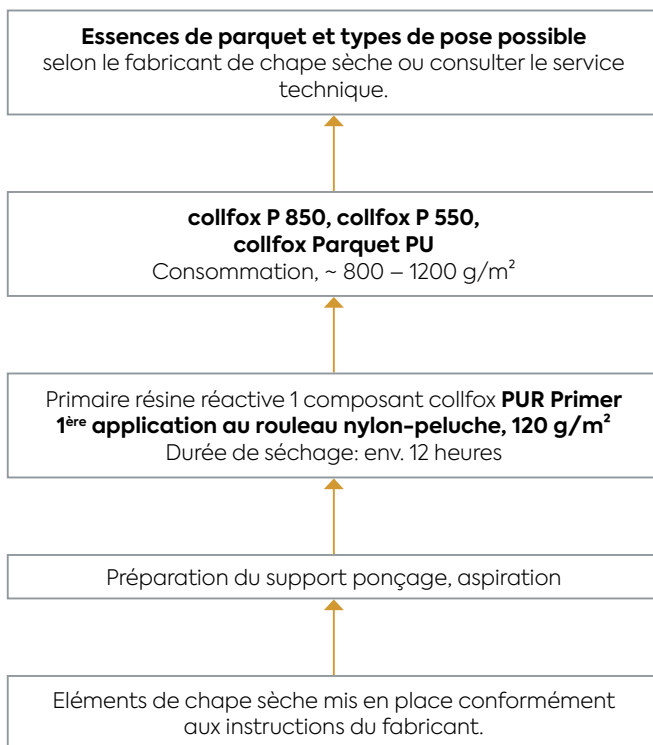 Essences de parquet et types de pose possible
selon le fabricant de chape sèche ou consulter le service
technique.
collfox P 850, collfox P 550,
collfox Parquet PU
Consommation, ~ 800 – 1200 g/m²
Primaire résine réactive 1 composant collfox PUR Primer
1ère application au rouleau nylon-peluche, 120 g/m²
Durée de séchage: env. 12 heures
Préparation du support ponçage, aspiration
Eléments de chape sèche mis en place conformément
aux instructions du fabricant.